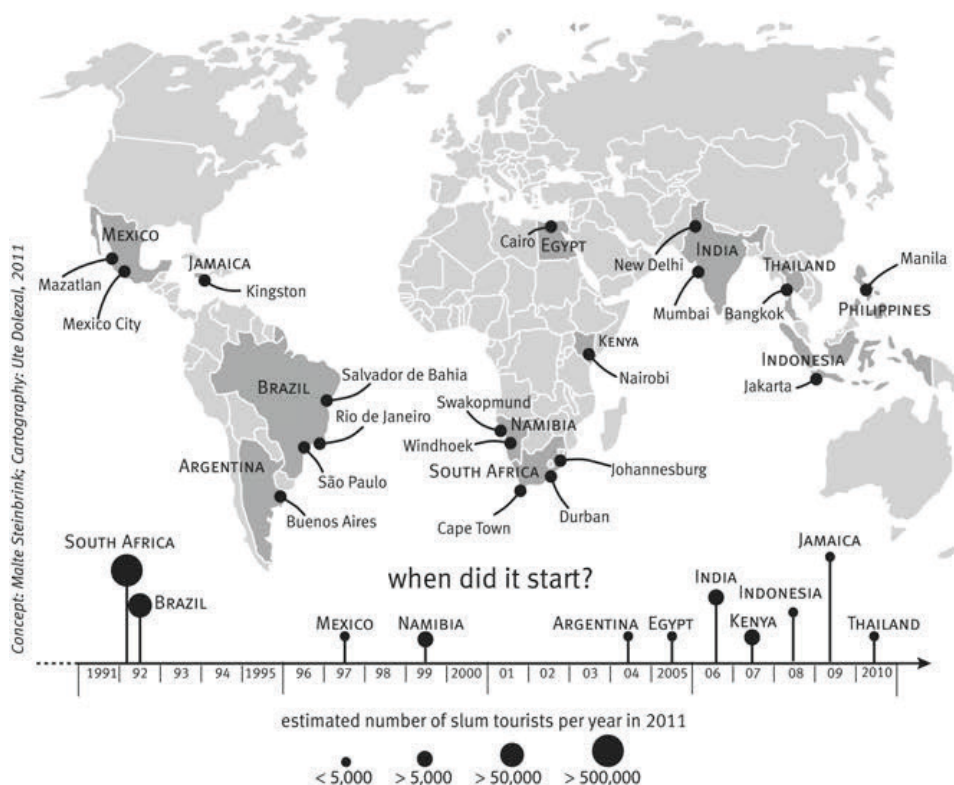 Concept: Malte Steinbrink; Cartography: Ute Dolezal, 2011
MEXICO
Mazatlan
Mexico City
JAMAICA
Kingston
Cairo
EGYPT
New Delhi
INDIA
Mumbai
THAILAND
Bangkok
Manila
PHILIPPINES
INDONESIA
Jakarta
KENYA
Nairobi
BRAZIL
Salvador de Bahia
Rio de Janeiro
São Paulo
ARGENTINA
Buenos Aires
Swakopmund
NAMIBIA
Windhoek
SOUTH AFRICA
Johannesburg
Cape Town
Durban
when did it start?
SOUTH AFRICA
BRAZIL
MEXICO
NAMIBIA
ARGENTINA
EGYPT
INDIA
KENYA
INDONESIA
JAMAICA
THAILAND
1991 92 93 94 1995 96 97 98 99 2000 01 02 03 04 2005 06 07 08 09 2010
estimated number of slum tourists per year in 2011
< 5,000 > 5,000 > 50,000 > 500,000